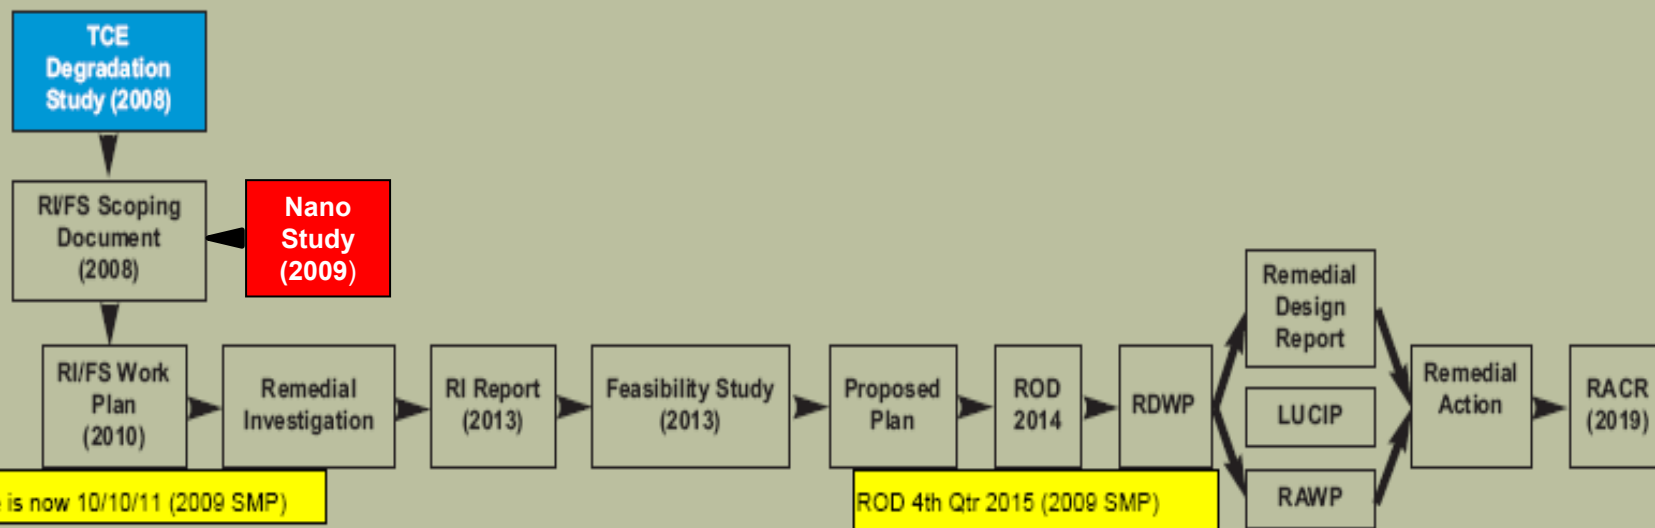 TCE
Degradation
Study (2008)
RI/FS Scoping
Document
(2008)
Nano
Study
(2009)
RI/FS Work
Plan
(2010)
Remedial
Investigation
RI Report
(2013)
Feasibility Study
(2013)
Proposed
Plan
ROD
2014
RDWP
Remedial
Design
Report
LUCIP
RAWP
Remedial
Action
RACR
(2019)
is now 10/10/11 (2009 SMP)
ROD 4th Qtr 2015 (2009 SMP)